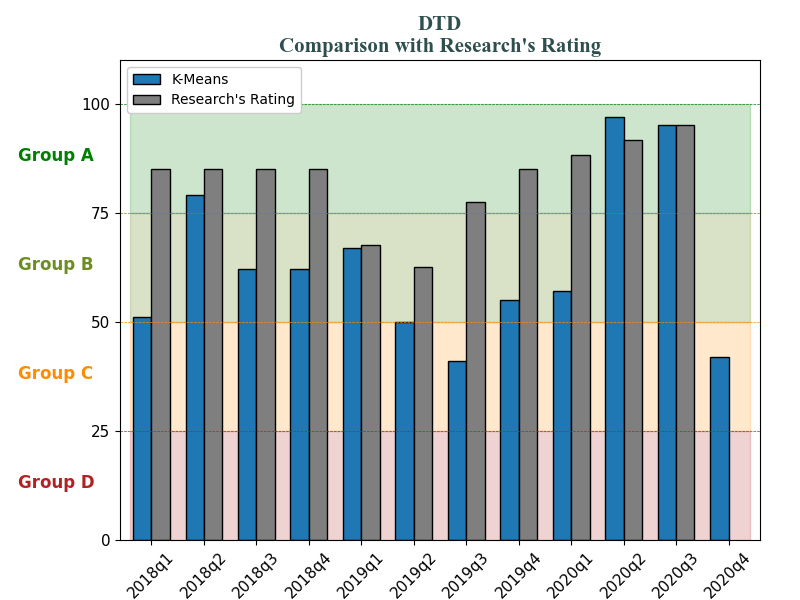 DTD
Comparison with Research's Rating
K-Means
Research's Rating
100
Group A
75
Group B
50
Group C
25
Group D
0
2018q1
2018q2
2018q3
2018q4
2019q1
2019q2
2019q3
2019q4
2020q1
2020q2
2020q3
2020q4